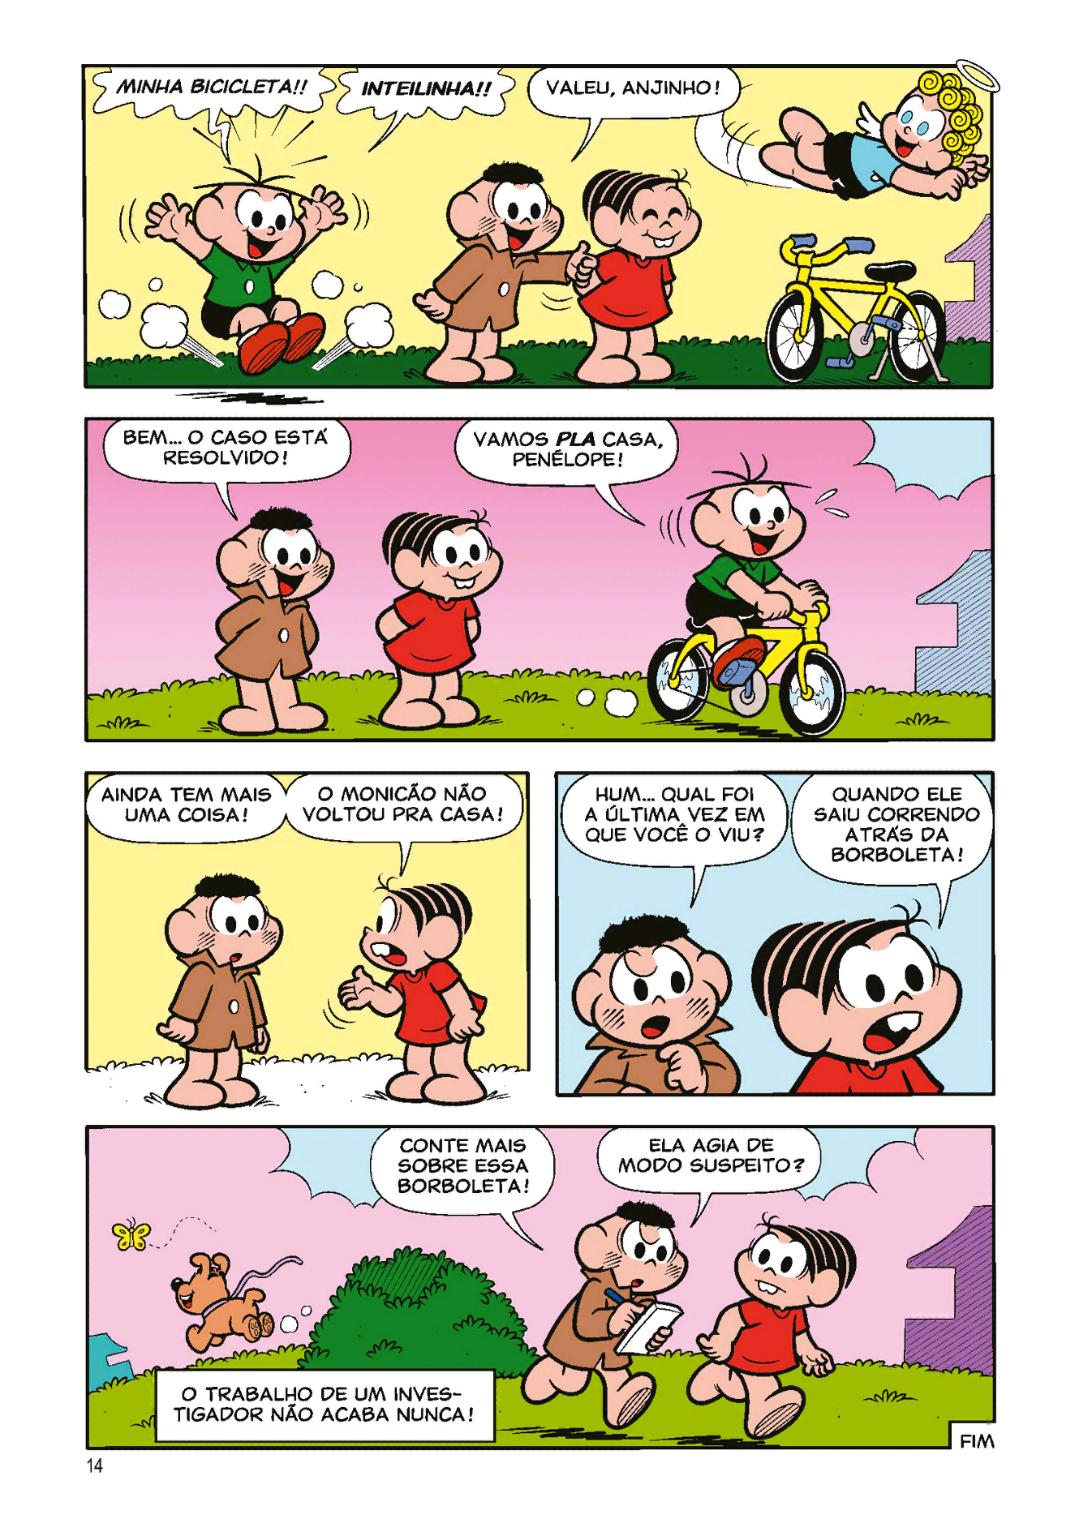 MINHA BICICLETA!!
INTEILINHA!!
VALEU, ANJINHO!
BEM... O CASO ESTÁ
RESOLVIDO!
VAMOS PLA CASA,
PENÉLOPE!
AINDA TEM MAIS
UMA COISA!
O MONICÃO NÃO
VOLTOU PRA CASA!
HUM... QUAL FOI
A ÚLTIMA VEZ EM
QUE VOCÊ O VIU?
QUANDO ELE
SAIU CORRENDO
ATRÁS DA
BORBOLETA!
CONTE MAIS
SOBRE ESSA
BORBOLETA!
ELA AGIA DE
MODO SUSPEITO?
O TRABALHO DE UM INVES-
TIGADOR NÃO ACABA NUNCA!
FIM
14